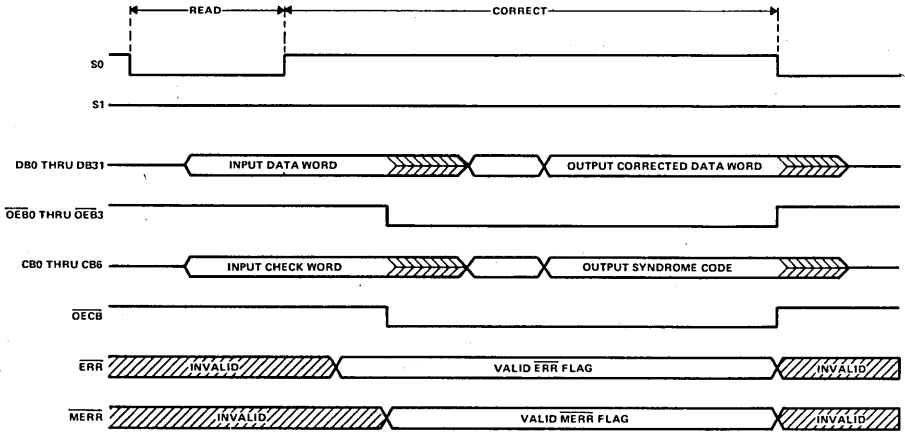 READ CORRECT
S0
S1
DB0 THRU DB31 INPUT DATA WORD OUTPUT CORRECTED DATA WORD
OEB0 THRU OEB3
CB0 THRU CB6 INPUT CHECK WORD OUTPUT SYNDROME CODE
OECB
ERR INVALID VALID ERR FLAG INVALID
MERR INVALID VALID MERR FLAG INVALID